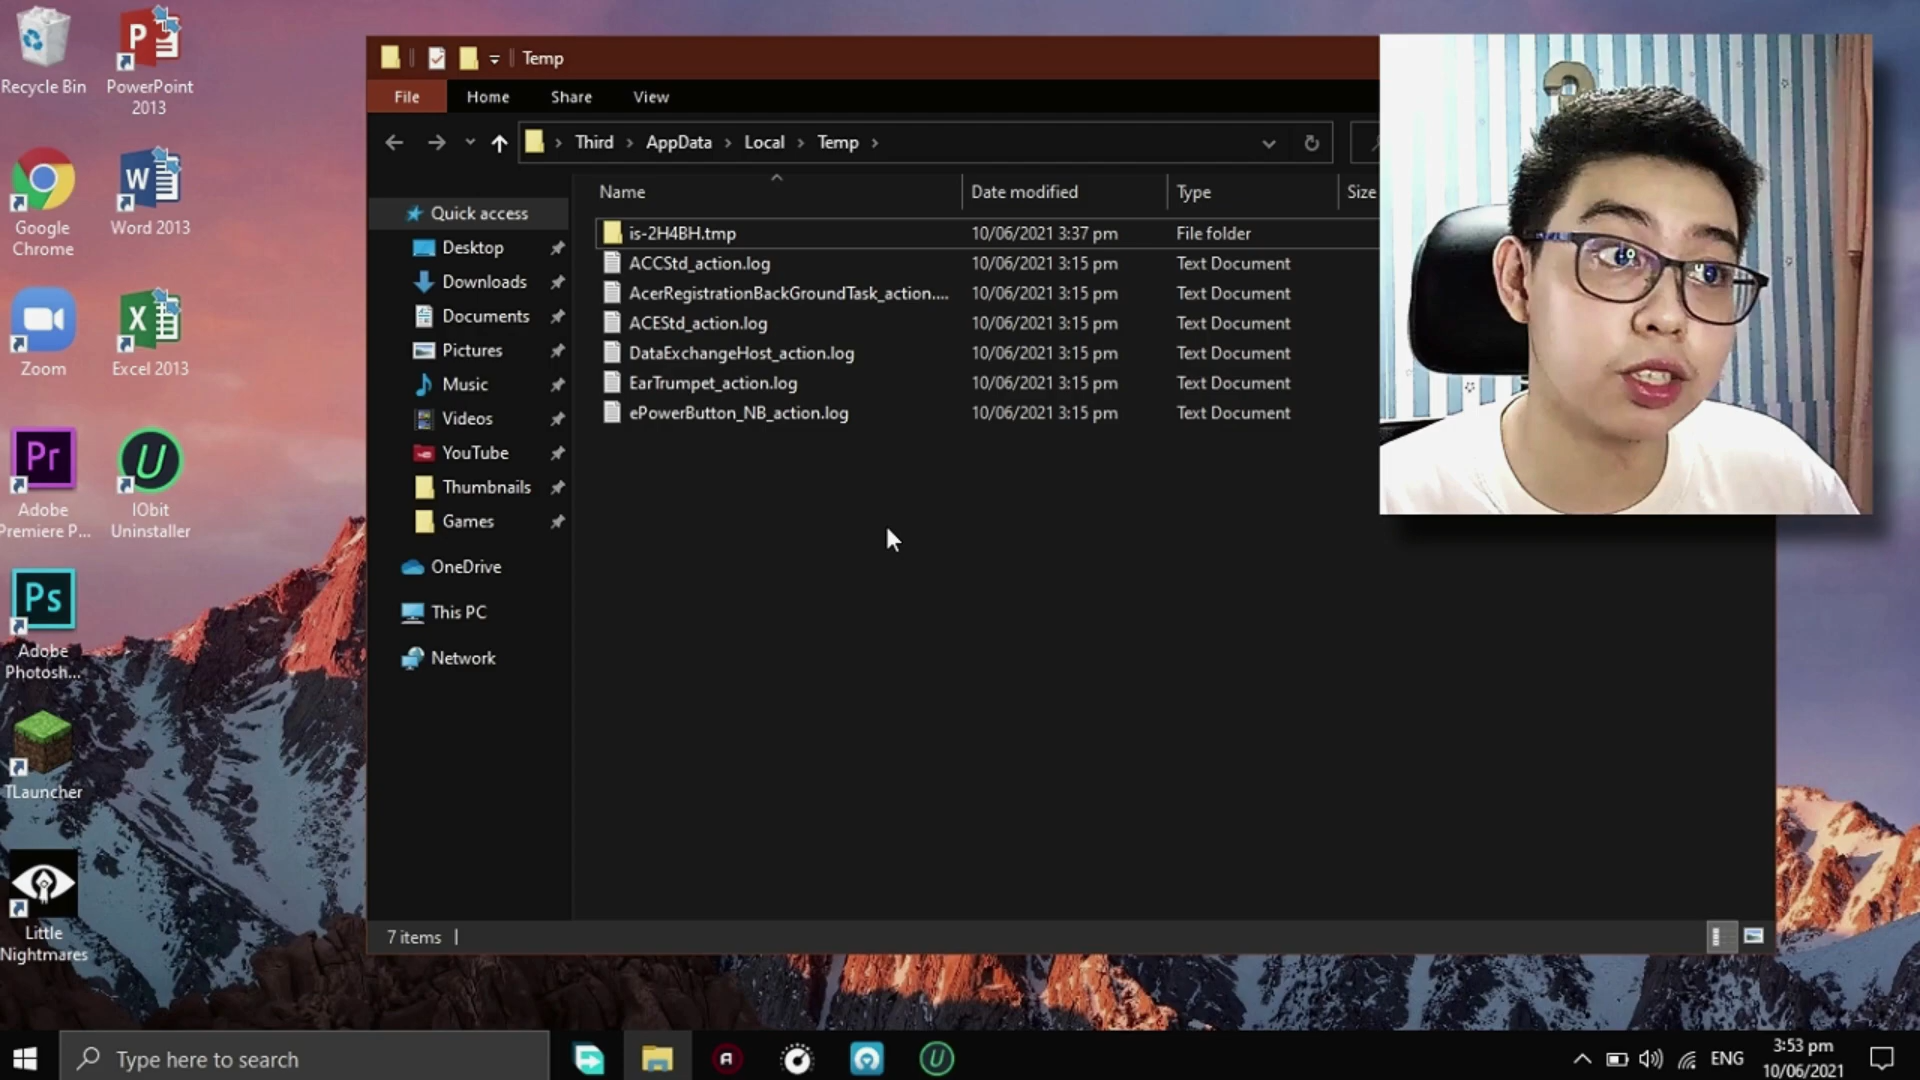 Recycle Bin
PowerPoint
2013
Google
Chrome
Word 2013
Zoom
Excel 2013
Adobe
Premiere P...
IObit
Uninstaller
Adobe
Photosh...
TLauncher
Little
Nightmares
Temp
File
Home
Share
View
Third
AppData
Local
Temp
Name
Date modified
Type
Size
Quick access
Desktop
Downloads
Documents
Pictures
Music
Videos
YouTube
Thumbnails
Games
OneDrive
This PC
Network
is-2H4BH.tmp 10/06/2021 3:37 pm File folder
ACCStd_action.log 10/06/2021 3:15 pm Text Document
AcerRegistrationBackGroundTask_action.... 10/06/2021 3:15 pm Text Document
ACEStd_action.log 10/06/2021 3:15 pm Text Document
DataExchangeHost_action.log 10/06/2021 3:15 pm Text Document
EarTrumpet_action.log 10/06/2021 3:15 pm Text Document
ePowerButton_NB_action.log 10/06/2021 3:15 pm Text Document
7 items
Type here to search
ENG
3:53 pm
10/06/2021